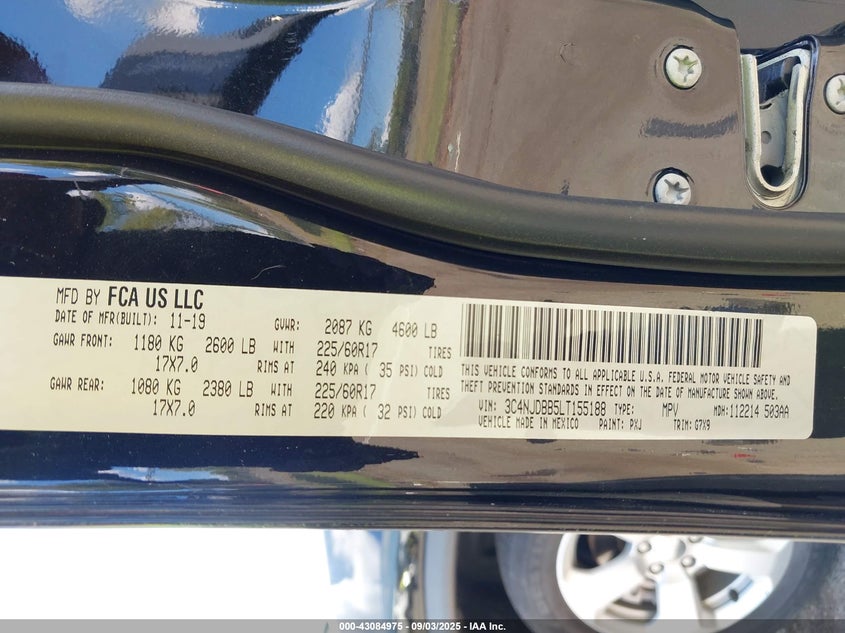 MFD BY FCA US LLC
DATE OF MFR(BUILT): 11-19 GVWR: 2087 KG 4600 LB
GAWR FRONT: 1180 KG 2600 LB WITH 225/60R17 TIRES
17X7.0 RIMS AT 240 KPA ( 35 PSI) COLD
GAWR REAR: 1080 KG 2380 LB WITH 225/60R17 TIRES
17X7.0 RIMS AT 220 KPA ( 32 PSI) COLD
THIS VEHICLE CONFORMS TO ALL APPLICABLE U.S.A. FEDERAL MOTOR VEHICLE SAFETY AND
THEFT PREVENTION STANDARDS IN EFFECT ON THE DATE OF MANUFACTURE SHOWN ABOVE.
VIN: 3C4NJDBB5LT155188 TYPE: MPV MDH:112214 503AA
VEHICLE MADE IN MEXICO PAINT: PXJ TRIM: G7X9
000-43084975 - 09/03/2025 - IAA Inc.